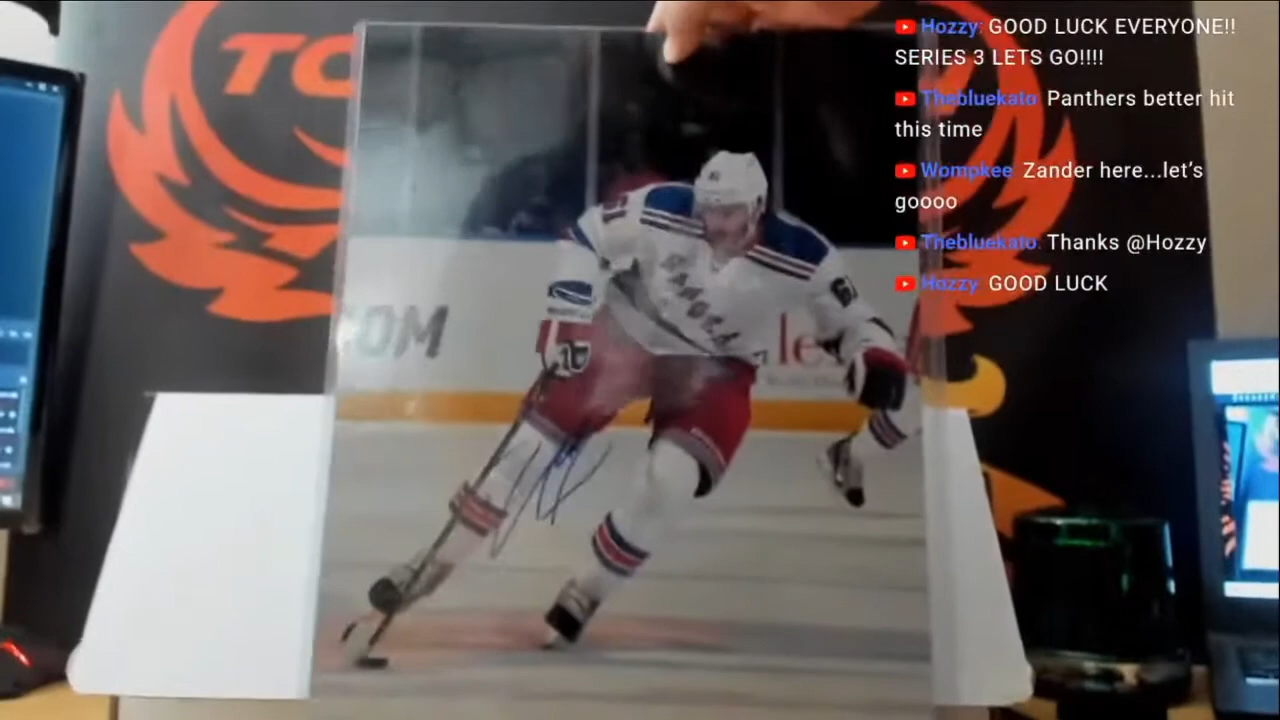 Hozzy: GOOD LUCK EVERYONE!!
SERIES 3 LETS GO!!!!
Thebluekato: Panthers better hit
this time
Wompkee: Zander here...let's
goooo
Thebluekato: Thanks @Hozzy
Hozzy: GOOD LUCK
TC
61
.COM
le